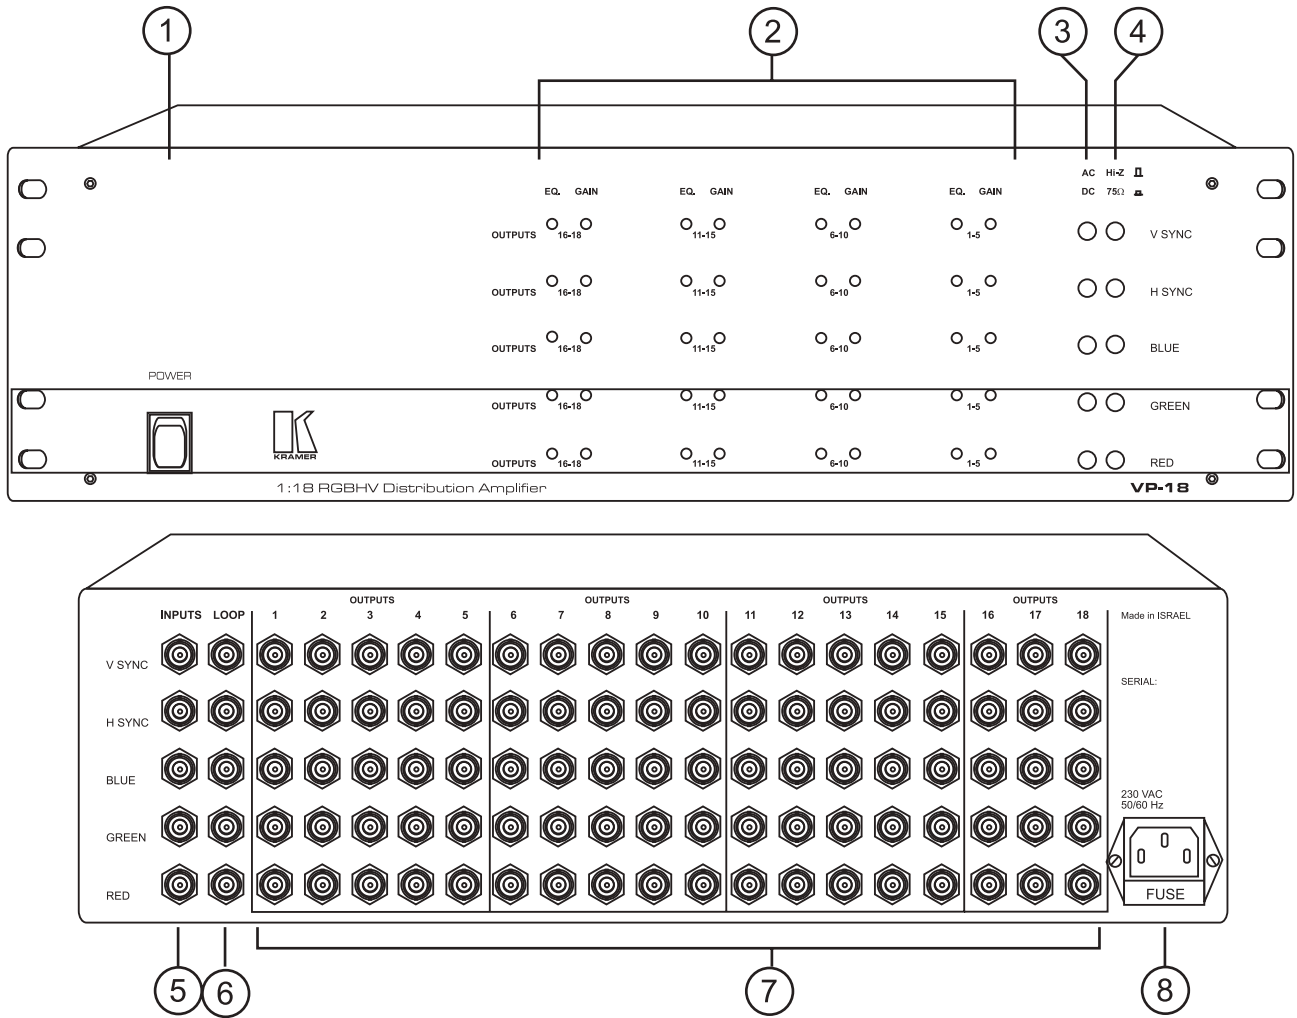 1 2 3 4
AC Hi-Z
EQ. GAIN EQ. GAIN EQ. GAIN EQ. GAIN DC 75Ω
OUTPUTS 16-18 11-15 6-10 1-5 V SYNC
OUTPUTS 16-18 11-15 6-10 1-5 H SYNC
OUTPUTS 16-18 11-15 6-10 1-5 BLUE
POWER
OUTPUTS 16-18 11-15 6-10 1-5 GREEN
K
KRAMER
OUTPUTS 16-18 11-15 6-10 1-5 RED
1:18 RGBHV Distribution Amplifier VP-18
OUTPUTS OUTPUTS OUTPUTS OUTPUTS
INPUTS LOOP 1 2 3 4 5 6 7 8 9 10 11 12 13 14 15 16 17 18 Made in ISRAEL
V SYNC
SERIAL:
H SYNC
BLUE
230 VAC
50/60 Hz
GREEN
RED
FUSE
5 6 7 8